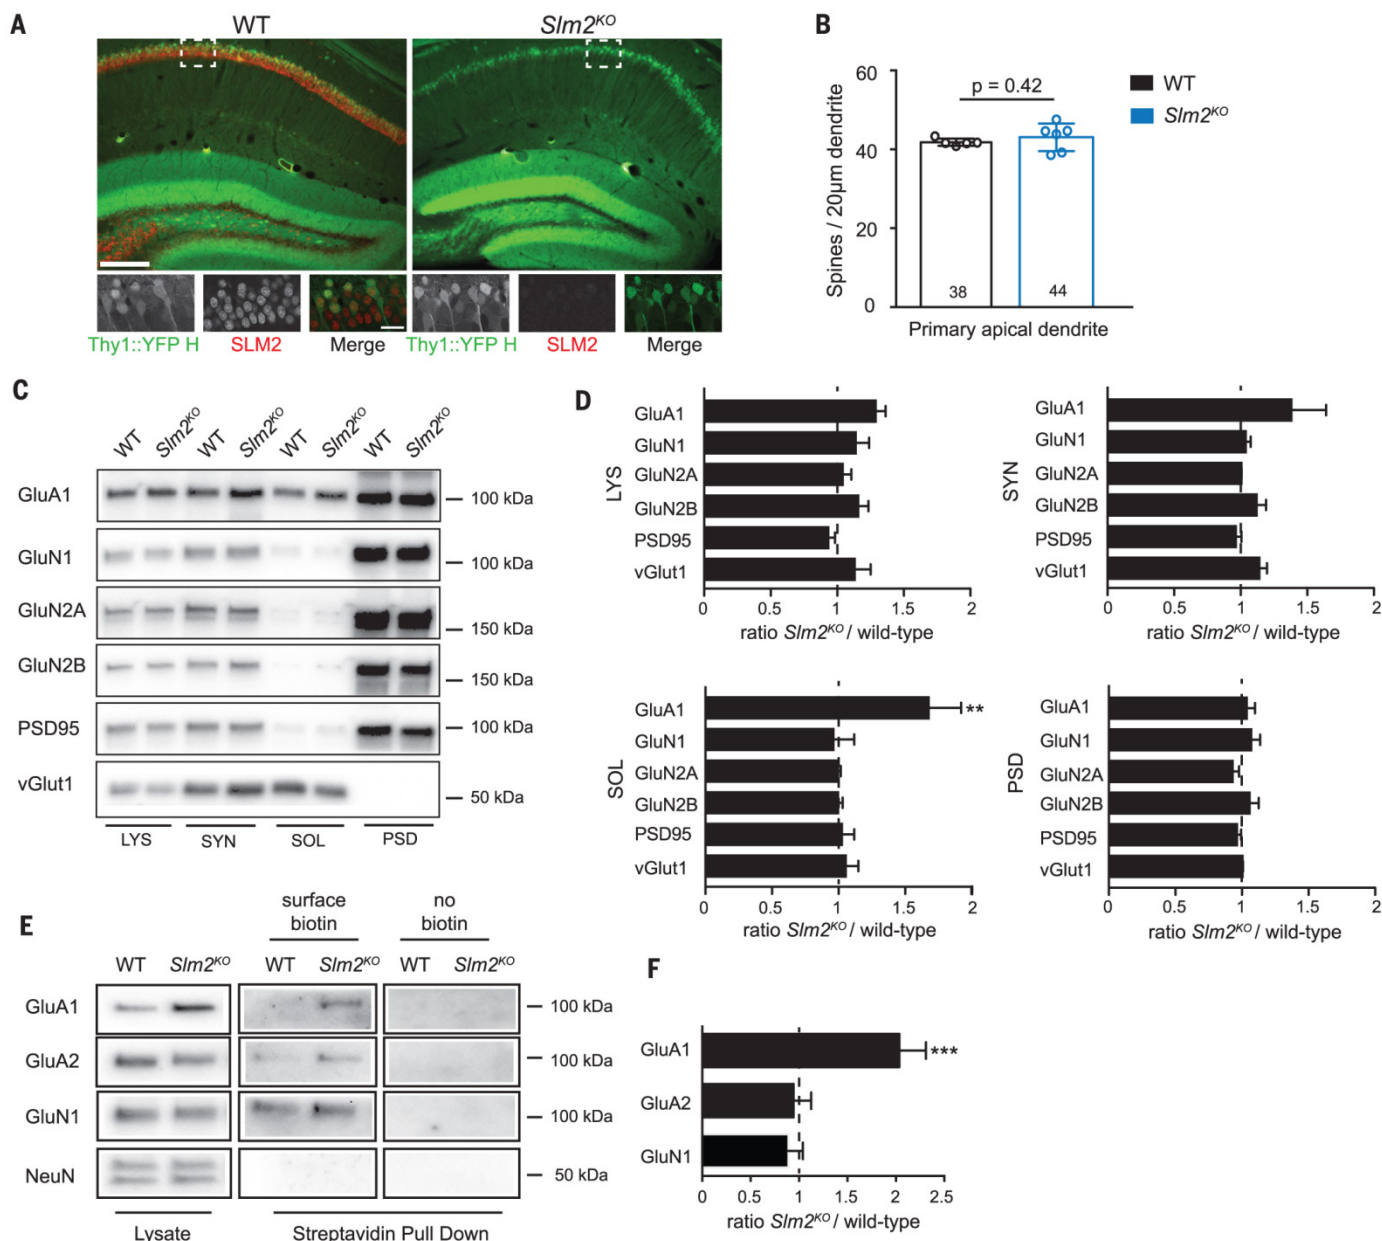 A
WT
Slm2KO
Thy1::YFP H
SLM2
Merge
Thy1::YFP H
SLM2
Merge
B
60
40
20
0
Spines / 20µm dendrite
p = 0.42
38
44
Primary apical dendrite
WT
Slm2KO
C
WT
Slm2KO
WT
Slm2KO
WT
Slm2KO
WT
Slm2KO
GluA1
100 kDa
GluN1
100 kDa
GluN2A
150 kDa
GluN2B
150 kDa
PSD95
100 kDa
vGlut1
50 kDa
LYS
SYN
SOL
PSD
D
LYS
GluA1
GluN1
GluN2A
GluN2B
PSD95
vGlut1
0 0.5 1 1.5 2
ratio Slm2KO / wild-type
SYN
GluA1
GluN1
GluN2A
GluN2B
PSD95
vGlut1
0 0.5 1 1.5 2
ratio Slm2KO / wild-type
SOL
GluA1
**
GluN1
GluN2A
GluN2B
PSD95
vGlut1
0 0.5 1 1.5 2
ratio Slm2KO / wild-type
PSD
GluA1
GluN1
GluN2A
GluN2B
PSD95
vGlut1
0 0.5 1 1.5 2
ratio Slm2KO / wild-type
E
surface
biotin
no
biotin
WT
Slm2KO
WT
Slm2KO
WT
Slm2KO
GluA1
100 kDa
GluA2
100 kDa
GluN1
100 kDa
NeuN
50 kDa
Lysate
Streptavidin Pull Down
F
GluA1
***
GluA2
GluN1
0 0.5 1 1.5 2 2.5
ratio Slm2KO / wild-type